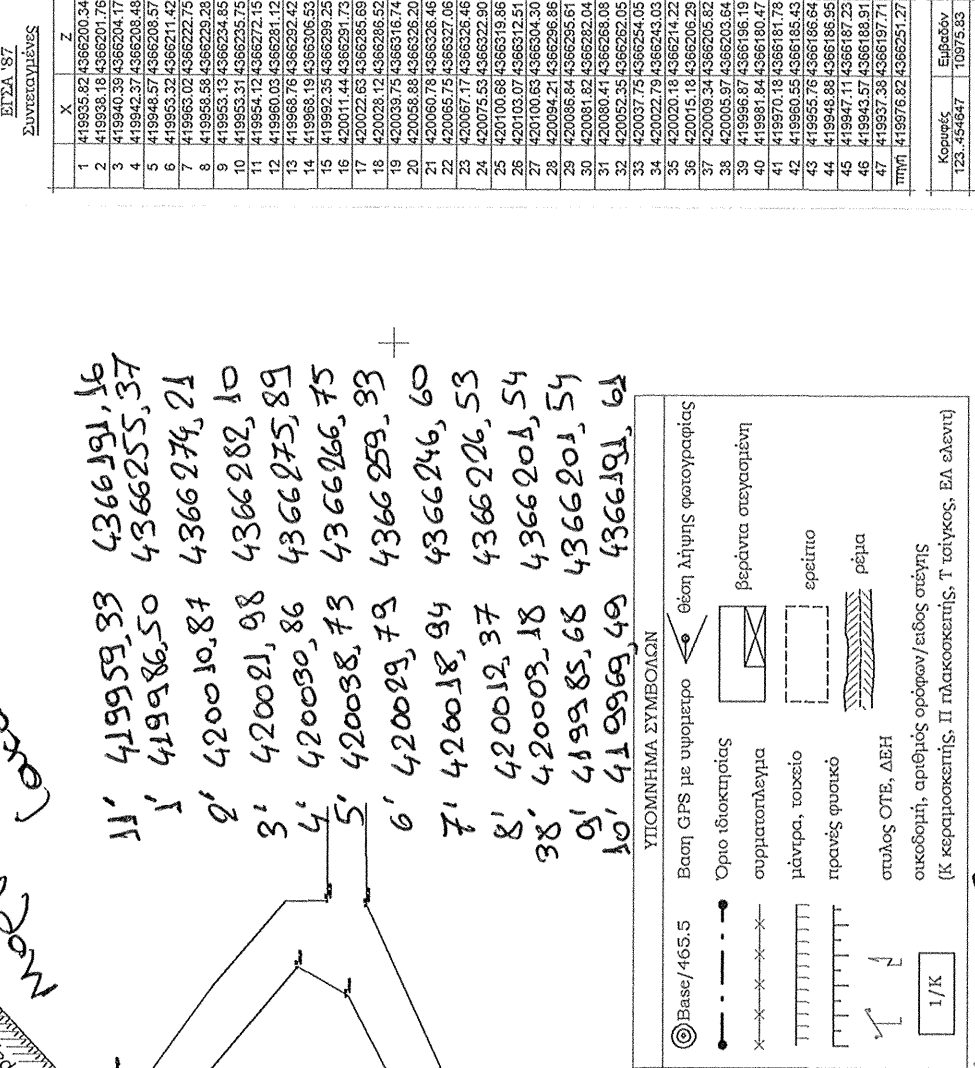 ΕΓΣΑ '87
Συντεταγμένες
X Z
1 419935.82 4366200.34
2 419938.18 4366201.76
3 419940.39 4366204.17
4 419942.37 4366208.48
5 419948.57 4366208.57
6 419953.32 4366211.42
7 419963.02 4366222.75
8 419958.58 4366229.28
9 419953.13 4366234.85
10 419953.31 4366235.75
11 419954.12 4366272.15
12 419960.03 4366281.12
13 419968.76 4366292.42
14 419968.19 4366306.53
15 419992.35 4366299.25
16 420011.44 4366291.73
17 420022.63 4366285.69
18 420028.12 4366286.52
19 420039.75 4366316.74
20 420058.88 4366326.20
21 420060.78 4366326.46
22 420065.75 4366327.06
23 420067.17 4366326.46
24 420075.53 4366322.90
25 420100.68 4366319.86
26 420103.07 4366312.51
27 420100.63 4366304.30
28 420094.21 4366296.86
29 420086.84 4366295.61
30 420081.82 4366282.04
31 420080.41 4366268.08
32 420052.35 4366262.05
33 420037.75 4366254.05
34 420022.79 4366243.03
35 420020.18 4366214.22
36 420015.18 4366206.29
37 420009.34 4366205.62
38 420005.97 4366203.64
39 419996.87 4366196.19
40 419981.84 4366180.47
41 419970.18 4366181.78
42 419960.55 4366185.43
43 419955.76 4366186.64
44 419948.88 4366186.95
45 419947.11 4366187.23
46 419943.57 4366188.91
47 419937.38 4366197.71
πηγή 419976.82 4366251.27
Κορυφές Εμβαδόν
123..454647 10975.83
11' 419959,33 4366191,16
1' 419986,50 4366255,37
2' 420010,87 4366274,21
3' 420021,98 4366282,10
4' 420030,86 4366275,89
5' 420038,73 4366266,75
6' 420029,79 4366259,33
7' 420018,94 4366246,60
8' 420012,37 4366226,53
38' 420003,18 4366201,54
9' 419985,68 4366201,54
10' 419969,49 4366191,61
ΥΠΟΜΝΗΜΑ ΣΥΜΒΟΛΩΝ
Base/465.5 Βαση GPS με υψομετρο θέση λήψης φωτογραφίας
Όριο ιδιοκτησίας
συρματοπλεγμα βεράντα στεγασμένη
μάντρα, τοιχειο ερείπιο
πρανές φυσικό ρέμα
στυλος ΟΤΕ, ΔΕΗ
1/Κ οικοδομή, αριθμός ορόφων/ειδος στέγης
(Κ κεραμοσκεπής, Π πλακοσκεπή, Τ τσίγκος, ΕΛ ελενιτ)